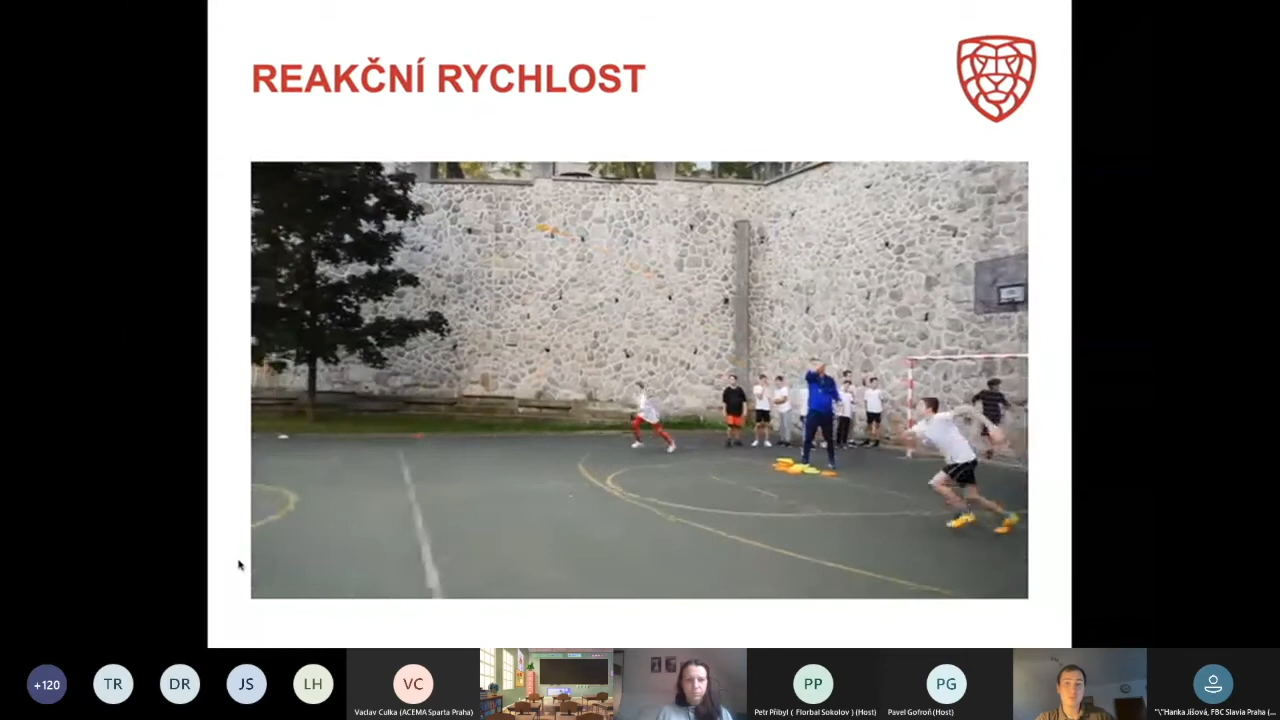 REAKČNÍ RYCHLOST
+120
TR
DR
JS
LH
VC
Vaclav Culka (ACEMA Sparta Praha)
PP
Petr Přibyl ( Florbal Sokolov ) (Host)
PG
Pavel Gofroň (Host)
"\"Hanka Jišová, FBC Slavia Praha (...